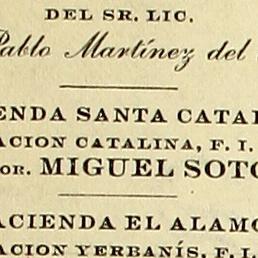 DEL SR. LIC.
Pablo Martínez del
ENDA SANTA CATAL
ACION CATALINA, F. I.
OR. MIGUEL SOTO
ACIENDA EL ALAMO
ACION YERBANÍS, F. I.